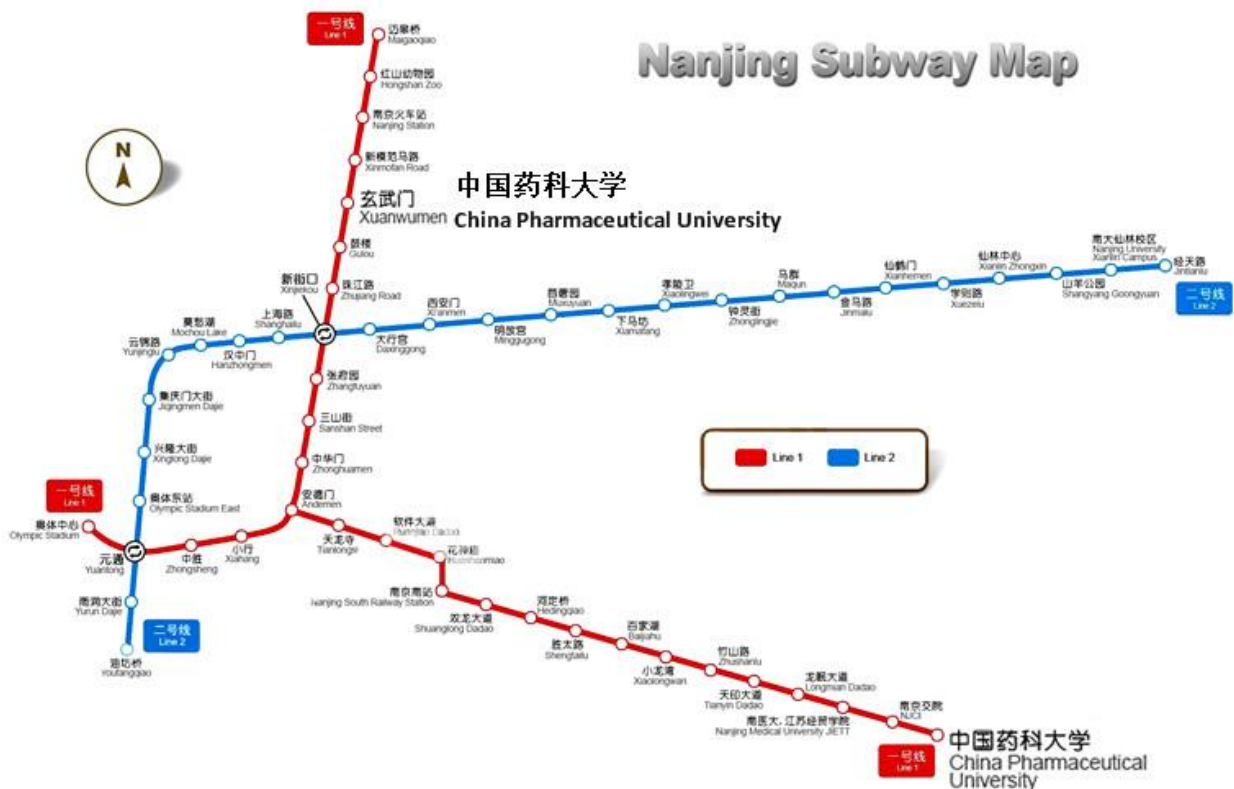 一号线
Line 1
迈皋桥
Maigaoqiao
Nanjing Subway Map
红山动物园
Hongshan Zoo
南京火车站
Nanjing Station
N
新模范马路
Xinmofan Road
玄武门
Xuanwumen
中国药科大学
China Pharmaceutical University
鼓楼
Gulou
新街口
Xinjiekou
珠江路
Zhujiang Road
上海路
Shanghailu
莫愁湖
Mochou Lake
云锦路
Yunjinglu
汉中门
Hanzhongmen
大行宫
Daxinggong
西安门
Xi'anmen
明故宫
Minggugong
苜蓿园
Muxuyuan
下马坊
Xiamafang
孝陵卫
Xiaolingwei
钟灵街
Zhonglingjie
马群
Maqun
金马路
Jinmalu
仙鹤门
Xianhemen
学则路
Xuezelu
仙林中心
Xianlin Zhongxin
山羊公园
Shangyang Gongyuan
南大仙林校区
Nanjing University
Xianlin Campus
经天路
Jintianlu
二号线
Line 2
集庆门大街
Jiqingmen Dajie
张府园
Zhangfuyuan
三山街
Sanshan Street
兴隆大街
Xinglong Dajie
中华门
Zhonghuamen
Line 1
Line 2
一号线
Line 1
奥体东站
Olympic Stadium East
安德门
Andemen
奥体中心
Olympic Stadium
元通
Yuantong
中胜
Zhongsheng
小行
Xiahang
天龙寺
Tianlongsi
软件大道
雨润大街
Yurun Dajie
二号线
Line 2
油坊桥
Youfangqiao
南京南站
Nanjing South Railway Station
双龙大道
Shuanglong Dadao
河定桥
Hedingqiao
胜太路
Shengtailu
百家湖
Baijiahu
小龙湾
Xiaolongwan
竹山路
Zhushanlu
天印大道
Tianyin Dadao
龙眠大道
Longmian Dadao
南医大、江苏经贸学院
Nanjing Medical University JIETT
南京交院
NJCI
一号线
Line 1
中国药科大学
China Pharmaceutical
University